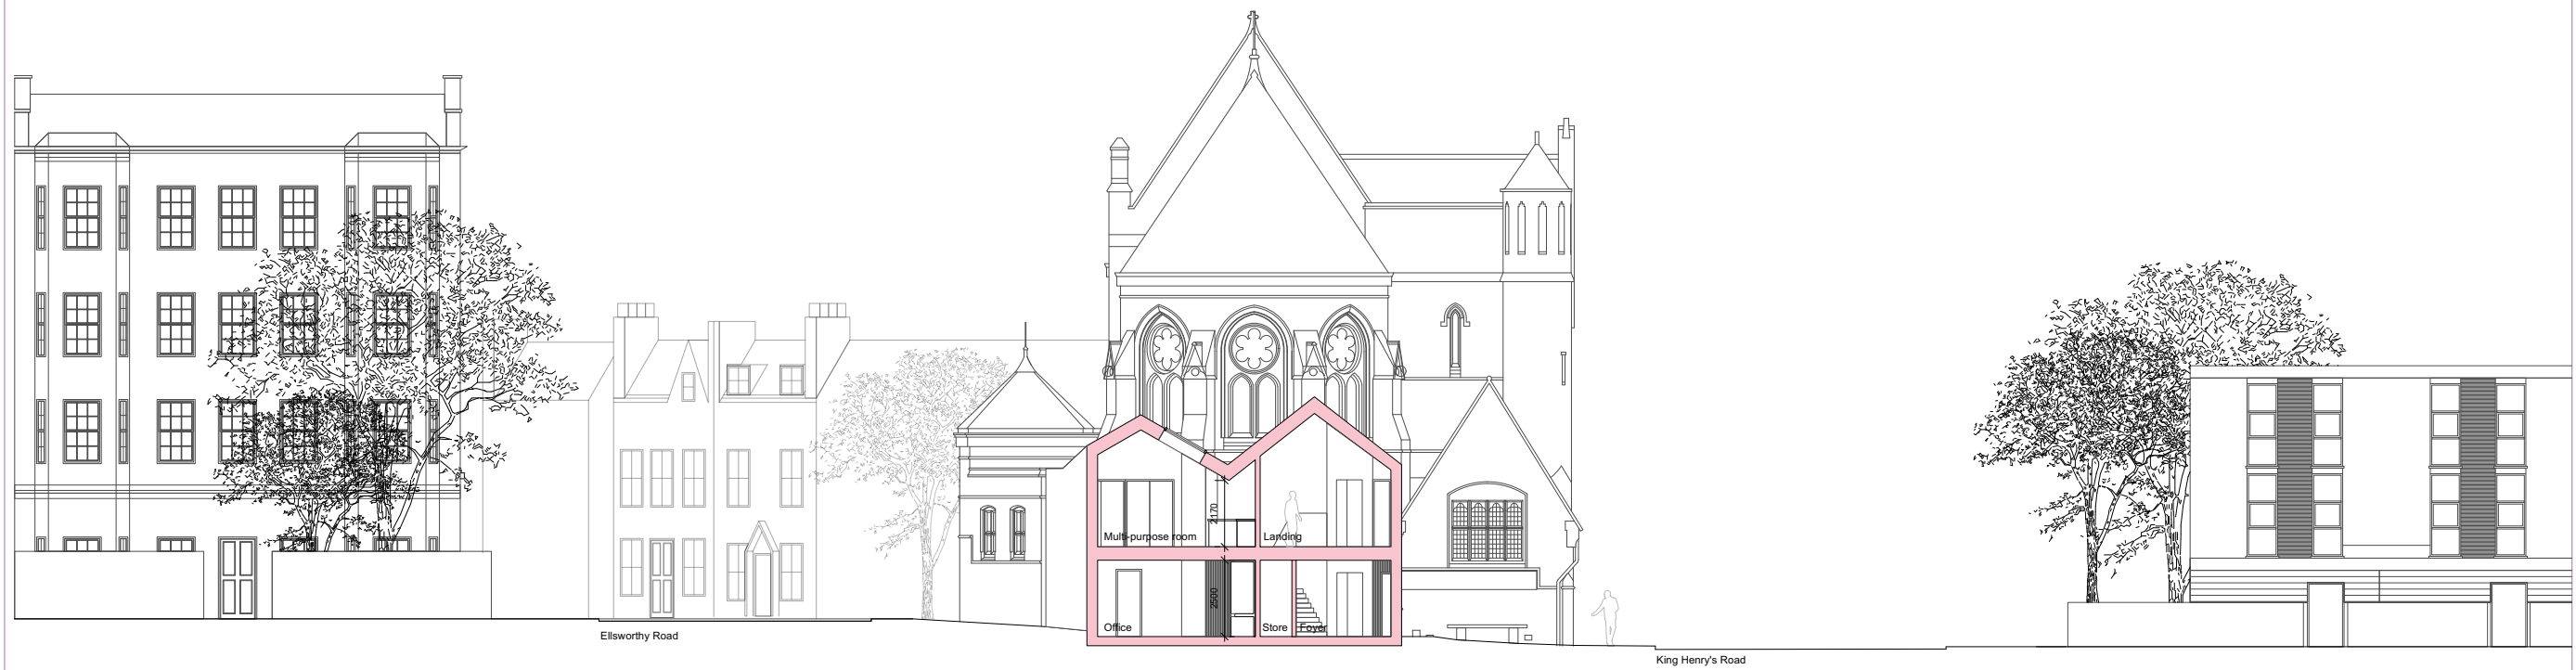 2170
Multi-purpose room
Landing
2500
Office
Store
Foyer
Ellsworthy Road
King Henry's Road